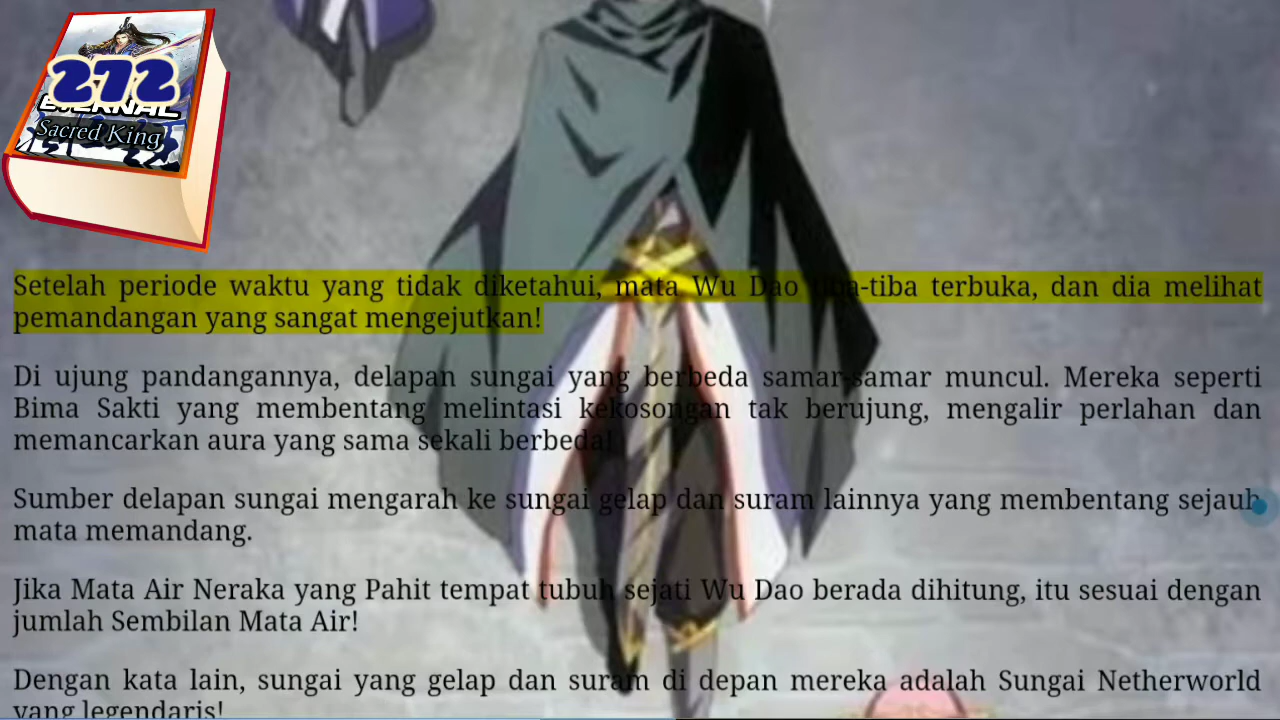 272
ETERNAL
Sacred King
Setelah periode waktu yang tidak diketahui, mata Wu Dao tiba-tiba terbuka, dan dia melihat
pemandangan yang sangat mengejutkan!
Di ujung pandangannya, delapan sungai yang berbeda samar-samar muncul. Mereka seperti
Bima Sakti yang membentang melintasi kekosongan tak berujung, mengalir perlahan dan
memancarkan aura yang sama sekali berbeda!
Sumber delapan sungai mengarah ke sungai gelap dan suram lainnya yang membentang sejauh
mata memandang.
Jika Mata Air Neraka yang Pahit tempat tubuh sejati Wu Dao berada dihitung, itu sesuai dengan
jumlah Sembilan Mata Air!
Dengan kata lain, sungai yang gelap dan suram di depan mereka adalah Sungai Netherworld
yang legendaris!